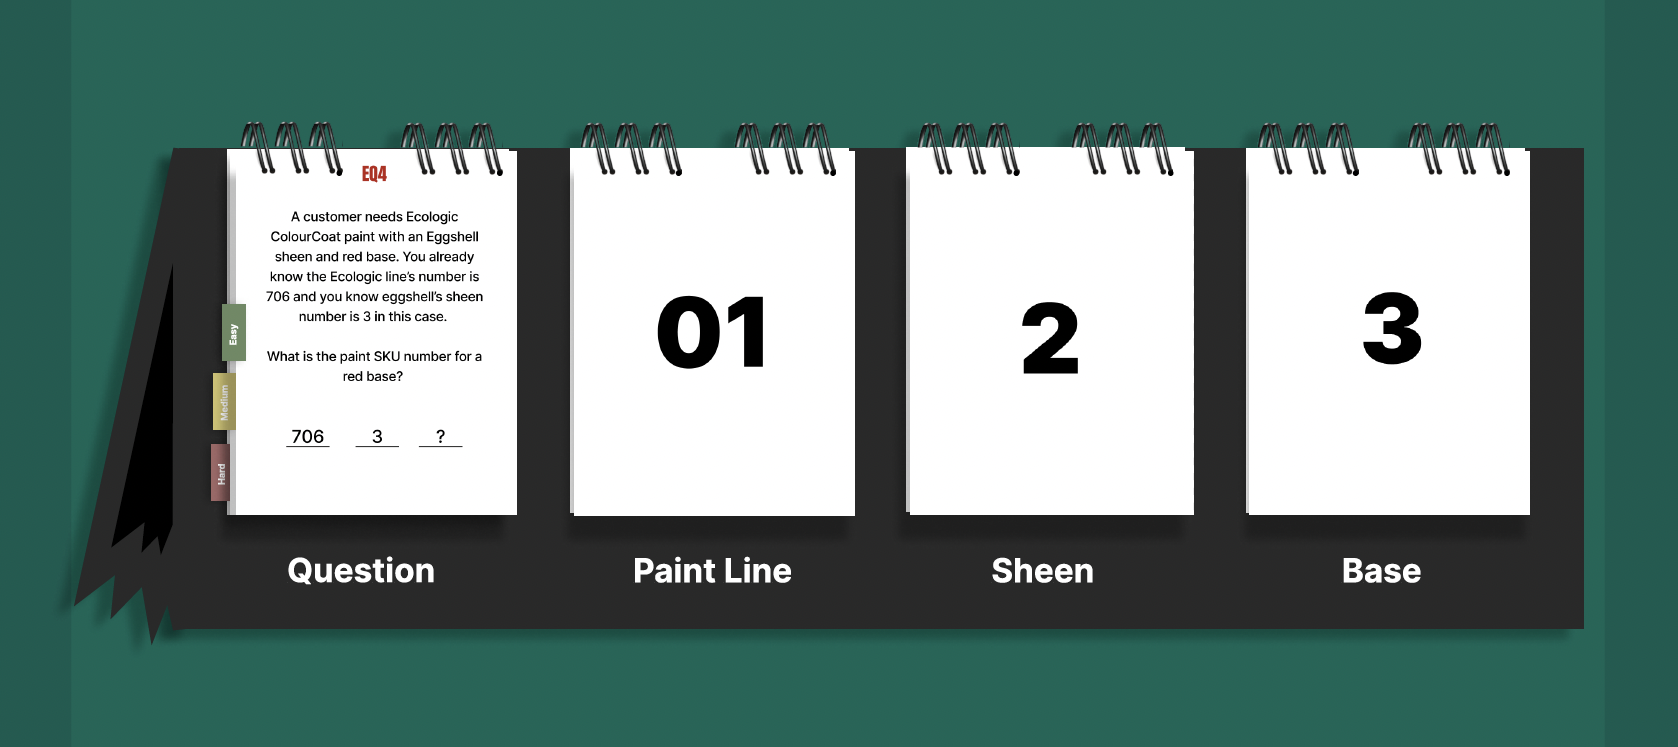 EQ4
A customer needs Ecologic
ColourCoat paint with an Eggshell
sheen and red base. You already
know the Ecologic line's number is
706 and you know eggshell's sheen
number is 3 in this case.
What is the paint SKU number for a
red base?
706 3 ?
Easy
Medium
Hard
01
2
3
Question
Paint Line
Sheen
Base